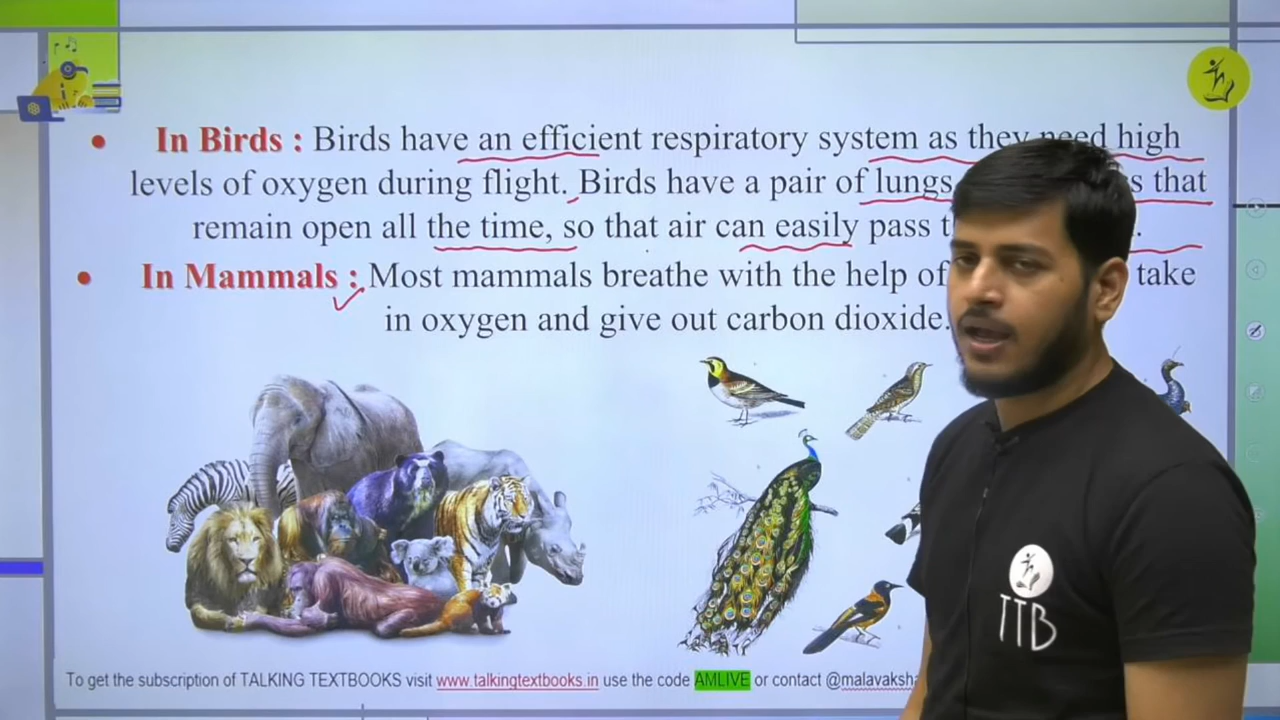 In Birds : Birds have an efficient respiratory system as they need high
levels of oxygen during flight. Birds have a pair of lungs that
remain open all the time, so that air can easily pass
In Mammals : Most mammals breathe with the help of take
in oxygen and give out carbon dioxide.
TTB
To get the subscription of TALKING TEXTBOOKS visit www.talkingtextbooks.in use the code AMLIVE or contact